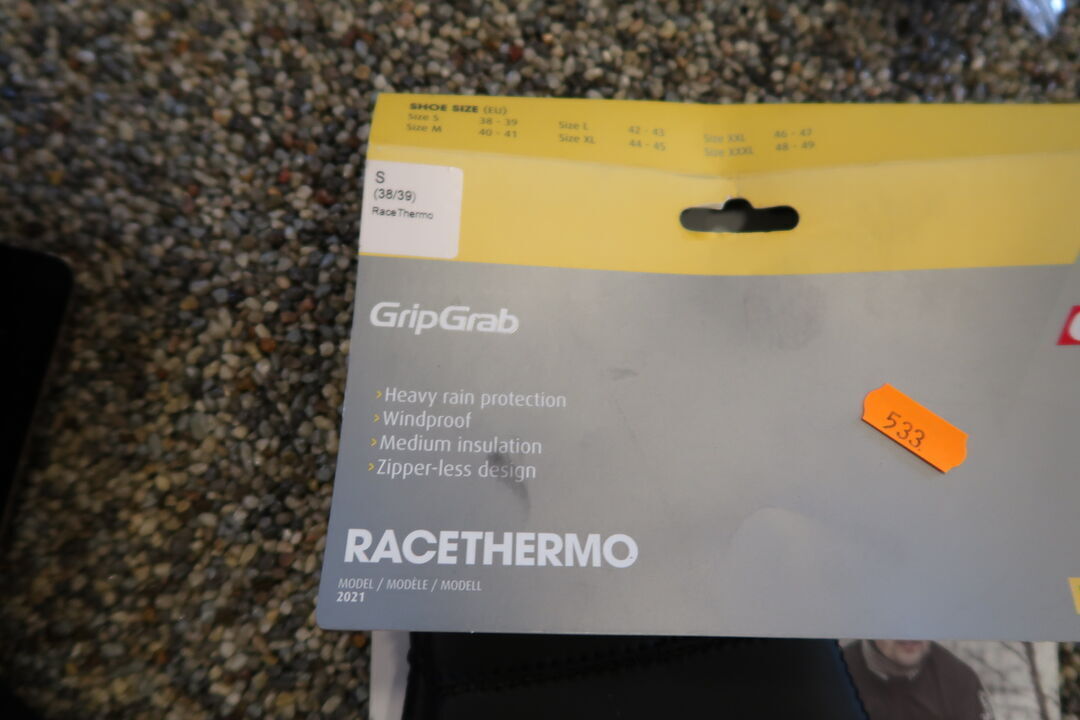 SHOE SIZE (EU)
Size S 38 - 39
Size M 40 - 41
Size L 42 - 43
Size XL 44 - 45
Size XXL 46 - 47
Size XXXL 48 - 49
S
(38/39)
RaceThermo
GripGrab
›Heavy rain protection
›Windproof
›Medium insulation
›Zipper-less design
533.
RACETHERMO
MODEL / MODÈLE / MODELL
2021